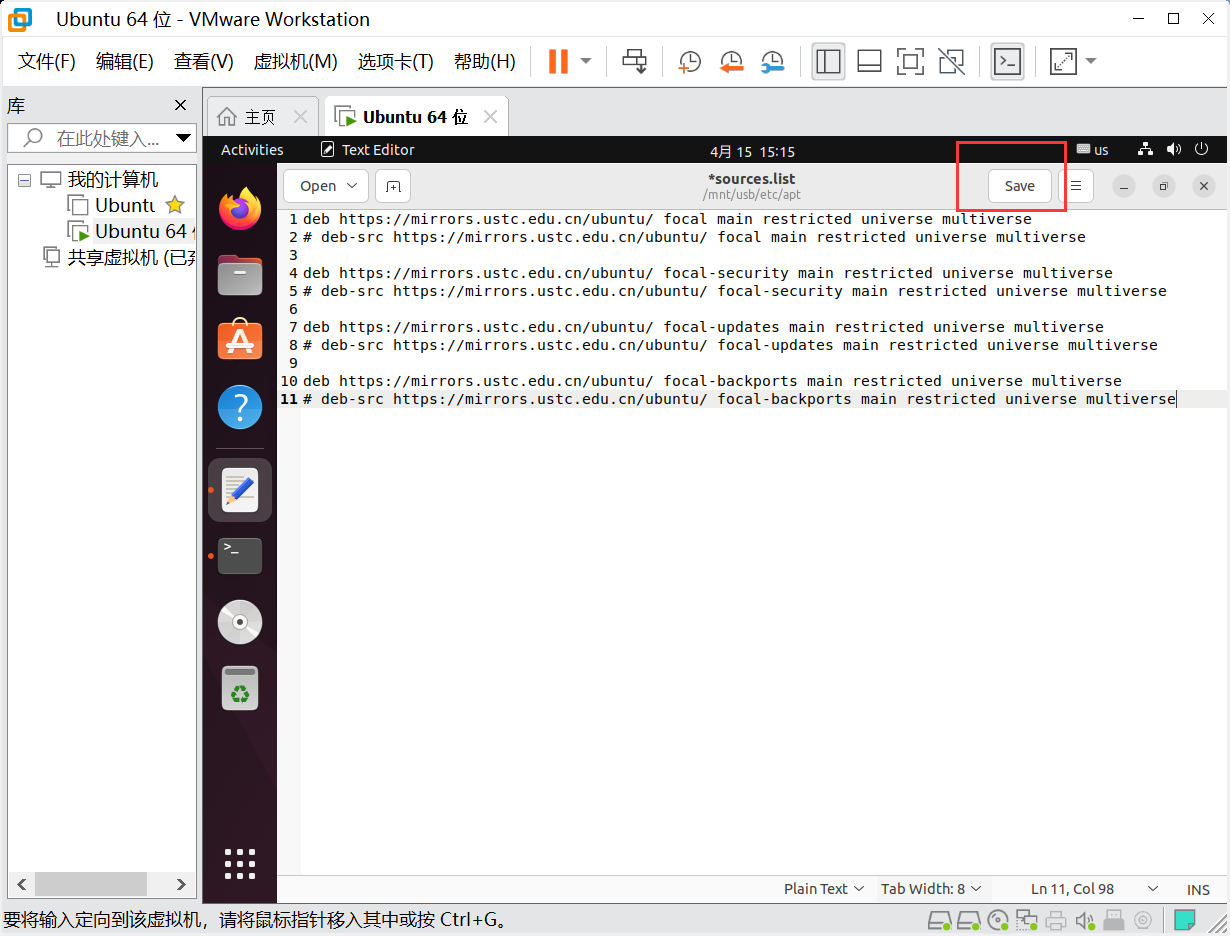 Ubuntu 64 位 - VMware Workstation
文件(F) 编辑(E) 查看(V) 虚拟机(M) 选项卡(T) 帮助(H)
库
在此处键入...
我的计算机
Ubuntu 64
共享虚拟机 (已
主页
Ubuntu 64 位
Activities
Text Editor
4月 15 15:15
us
Open
*sources.list
/mnt/usb/etc/apt
Save
1 deb https://mirrors.ustc.edu.cn/ubuntu/ focal main restricted universe multiverse
2 # deb-src https://mirrors.ustc.edu.cn/ubuntu/ focal main restricted universe multiverse
3
4 deb https://mirrors.ustc.edu.cn/ubuntu/ focal-security main restricted universe multiverse
5 # deb-src https://mirrors.ustc.edu.cn/ubuntu/ focal-security main restricted universe multiverse
6
7 deb https://mirrors.ustc.edu.cn/ubuntu/ focal-updates main restricted universe multiverse
8 # deb-src https://mirrors.ustc.edu.cn/ubuntu/ focal-updates main restricted universe multiverse
9
10 deb https://mirrors.ustc.edu.cn/ubuntu/ focal-backports main restricted universe multiverse
11 # deb-src https://mirrors.ustc.edu.cn/ubuntu/ focal-backports main restricted universe multiverse
Plain Text
Tab Width: 8
Ln 11, Col 98
INS
要将输入定向到该虚拟机，请将鼠标指针移入其中或按 Ctrl+G。